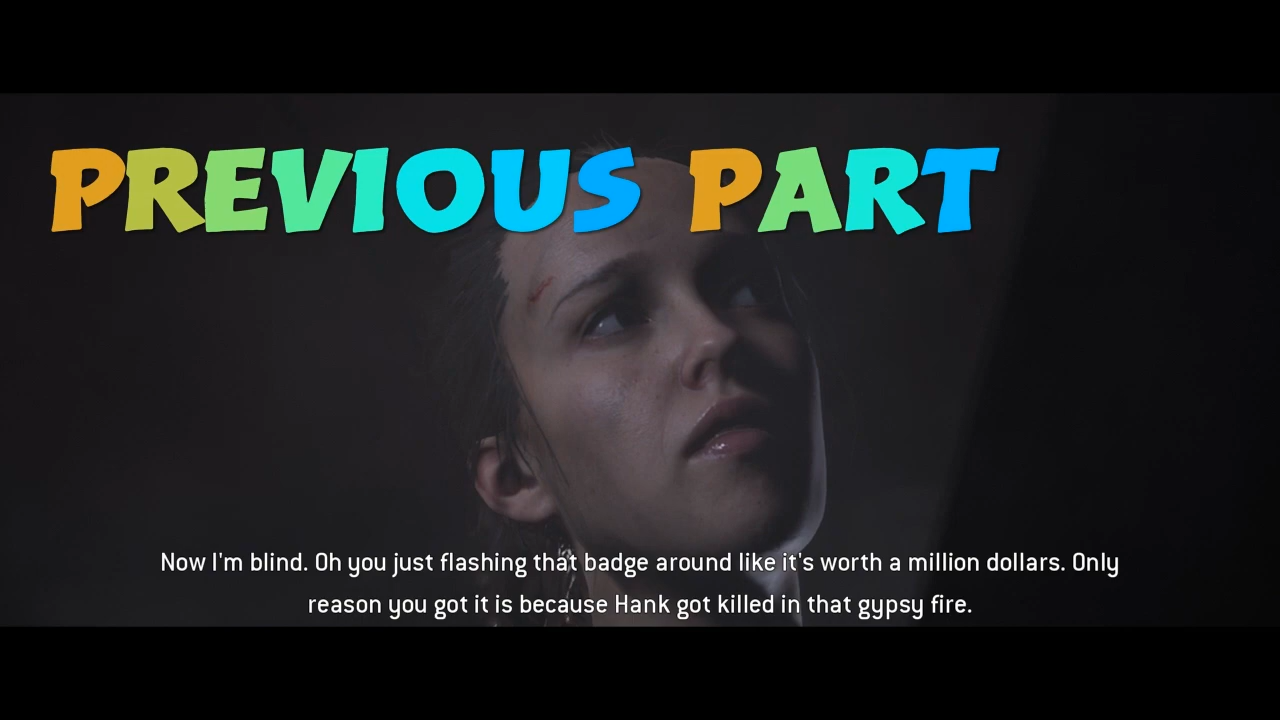 PREVIOUS PART
Now I'm blind. Oh you just flashing that badge around like it's worth a million dollars. Only
reason you got it is because Hank got killed in that gypsy fire.